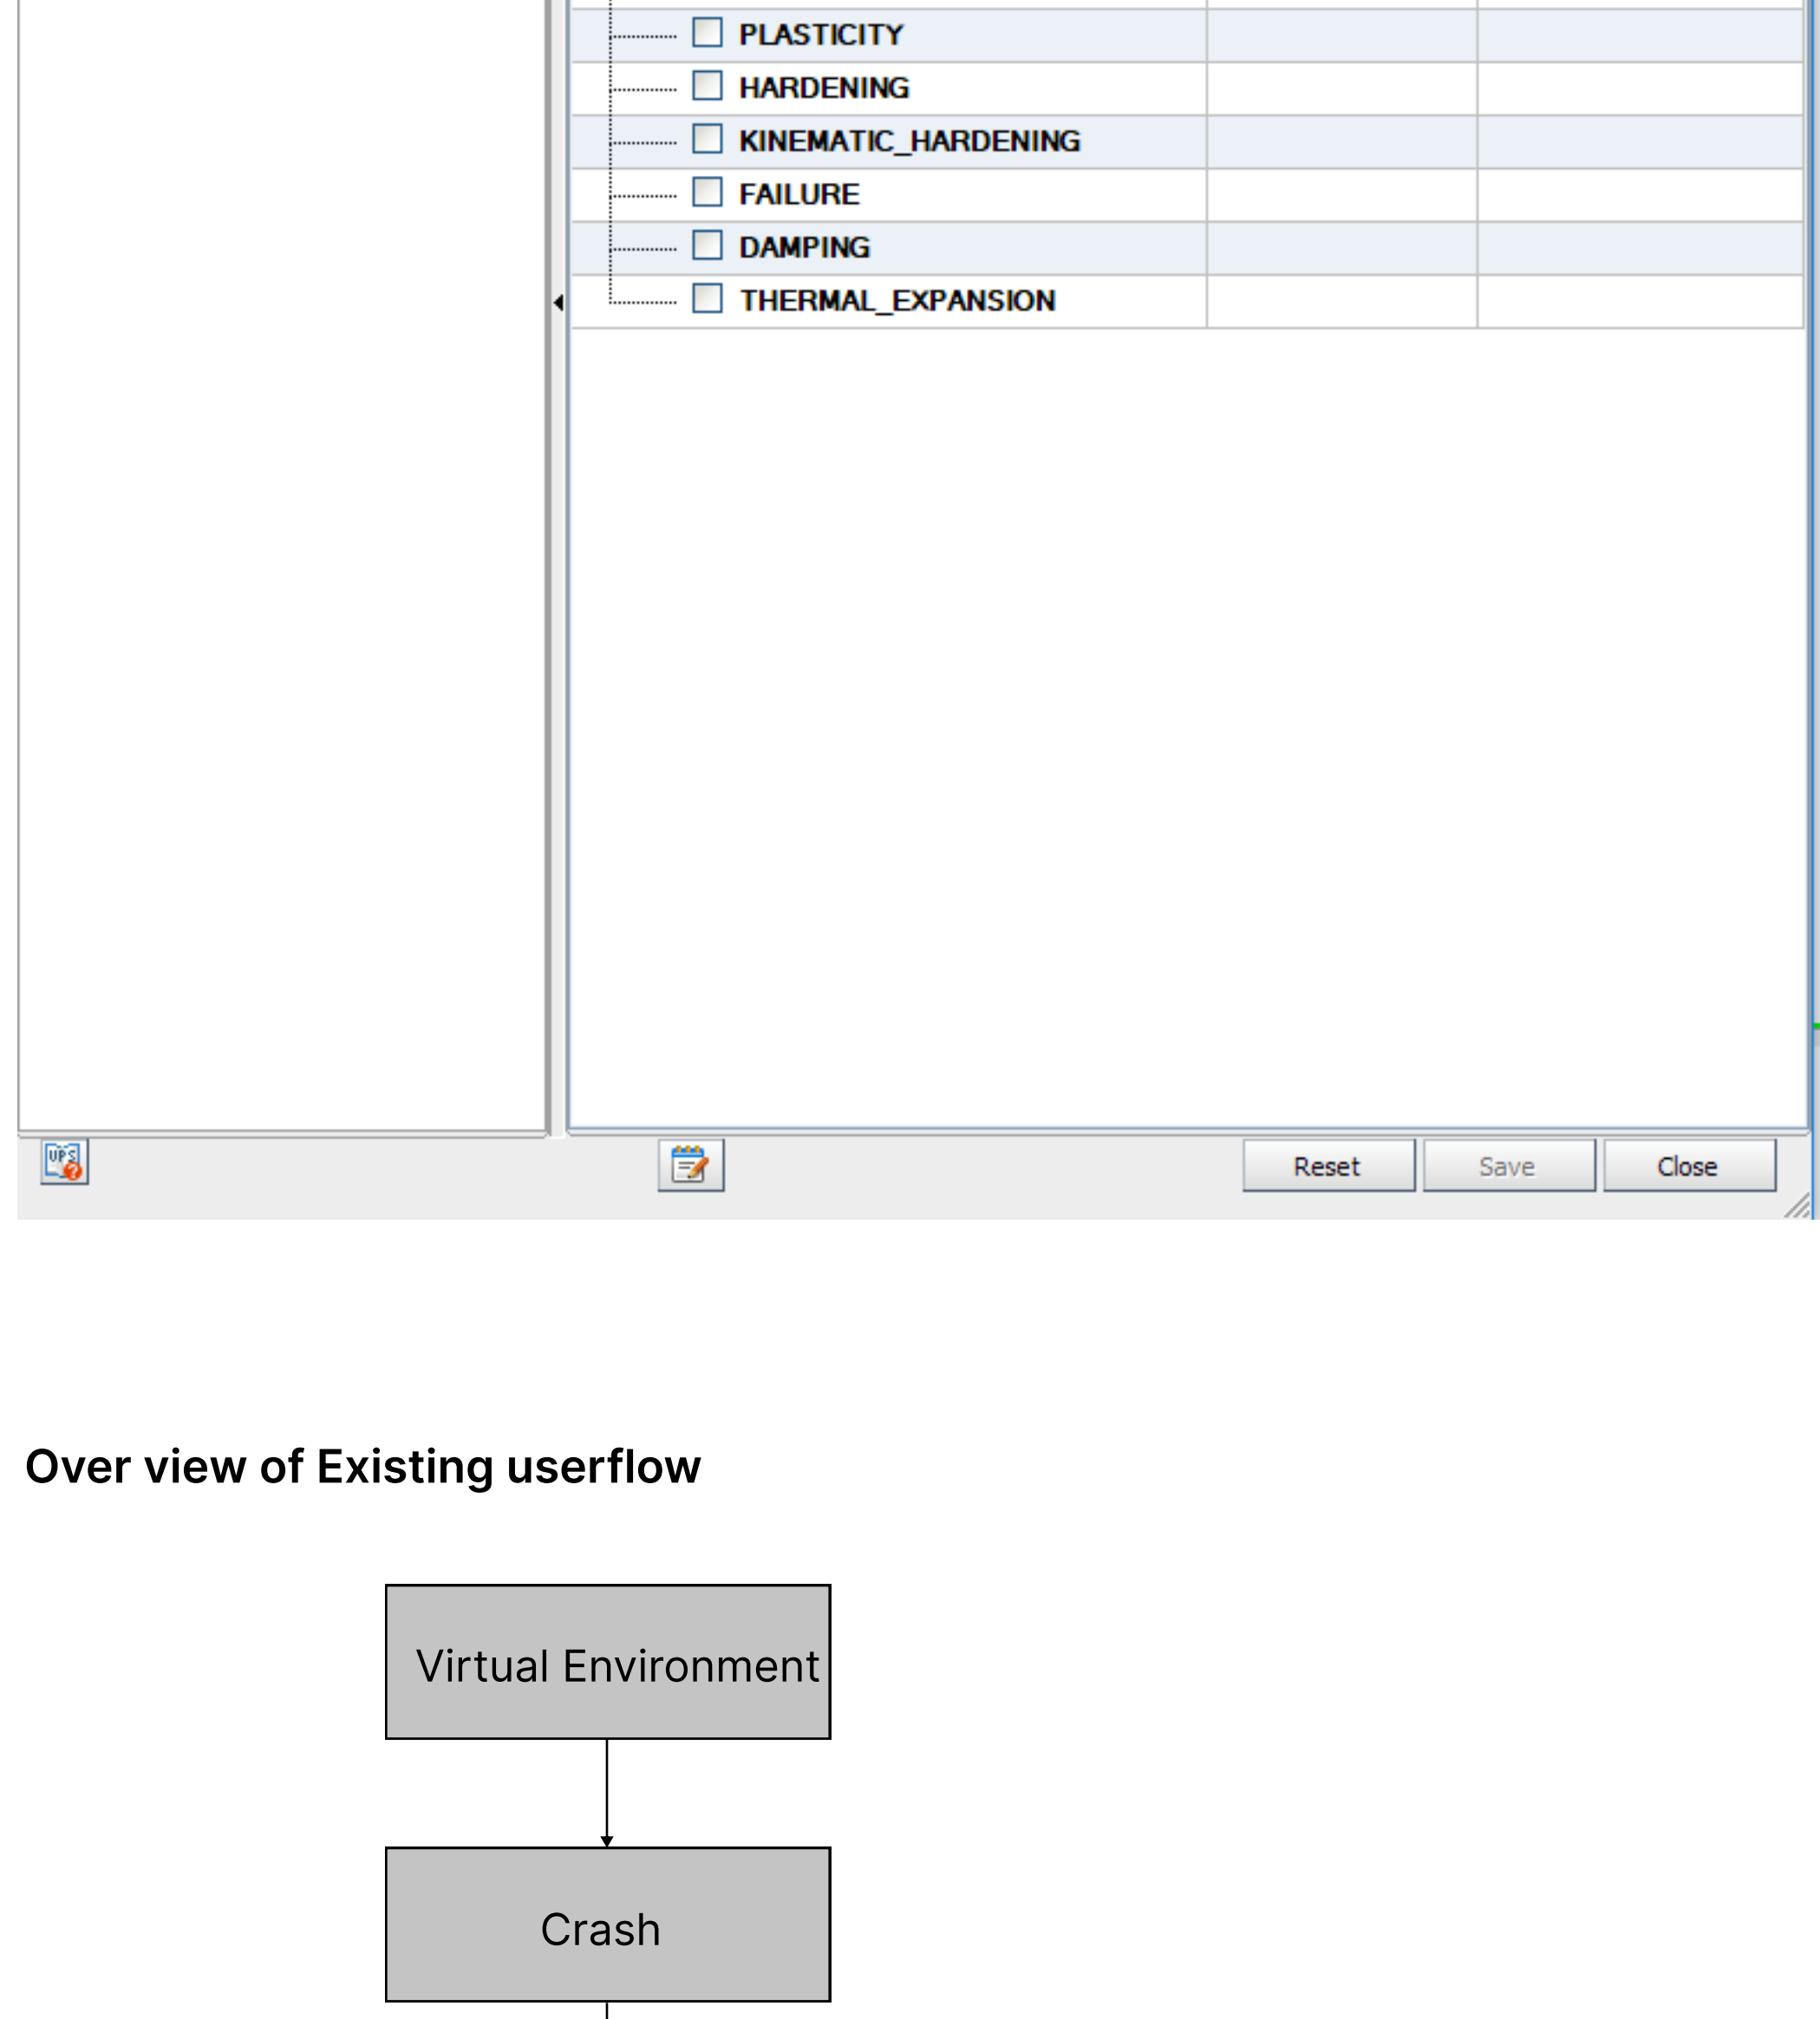 PLASTICITY
HARDENING
KINEMATIC_HARDENING
FAILURE
DAMPING
THERMAL_EXPANSION
UPS
?
Reset
Save
Close
Over view of Existing userflow
Virtual Environment
Crash